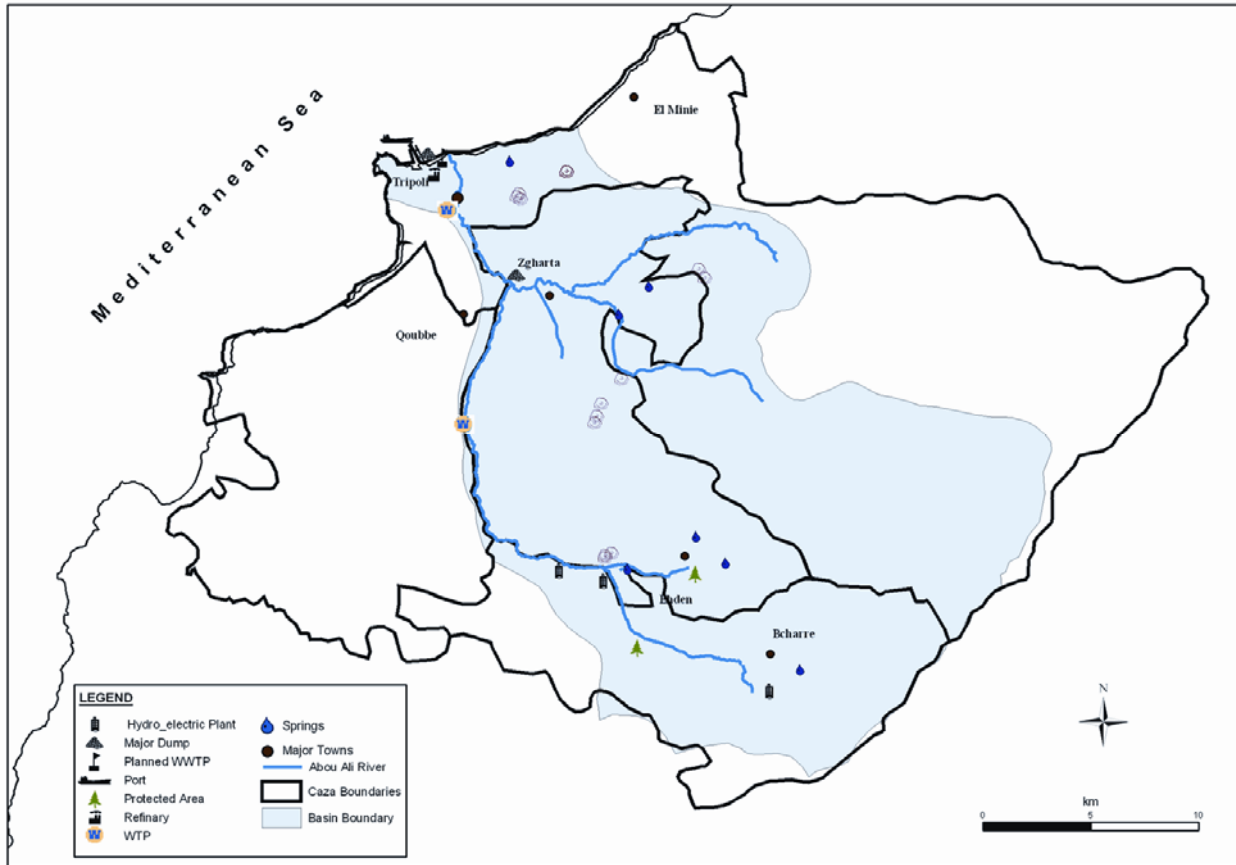 Mediterranean Sea
El Minie
Tripoli
Zgharta
Qoubbe
Ehden
Bcharre
N
LEGEND
Hydro_electric Plant
Major Dump
Planned WWTP
Port
Protected Area
Refinary
W WTP
Springs
Major Towns
Abou Ali River
Caza Boundaries
Basin Boundary
km
0 5 10
W
W